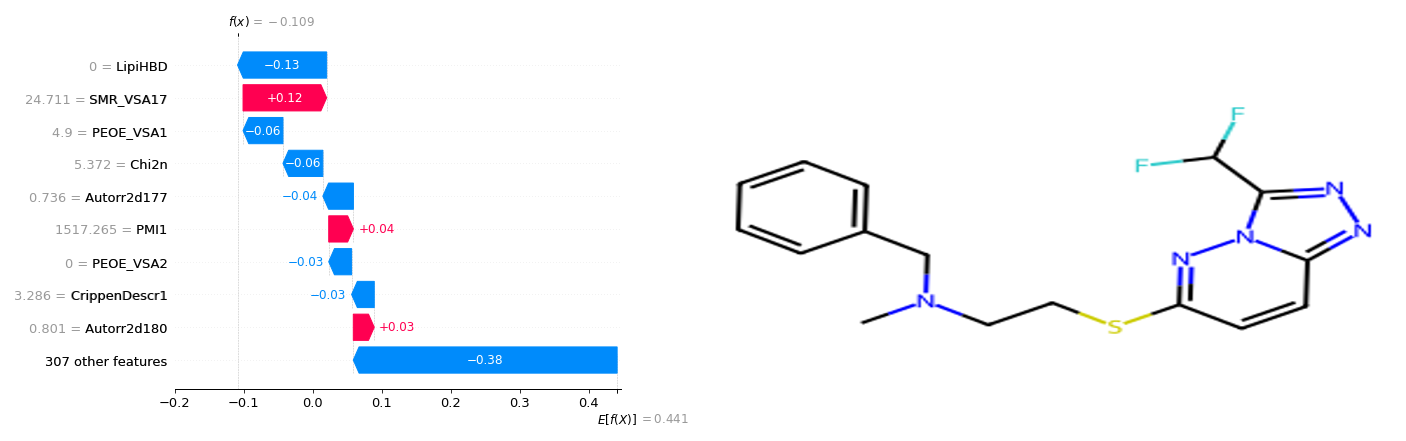 f(x) = −0.109
0 = LipiHBD
−0.13
24.711 = SMR_VSA17
+0.12
4.9 = PEOE_VSA1
−0.06
5.372 = Chi2n
−0.06
0.736 = Autorr2d177
−0.04
1517.265 = PMI1
+0.04
0 = PEOE_VSA2
−0.03
3.286 = CrippenDescr1
−0.03
0.801 = Autorr2d180
+0.03
307 other features
−0.38
−0.2 −0.1 0.0 0.1 0.2 0.3 0.4
E[f(X)] = 0.441
F
F
N
N
N
N
N
S